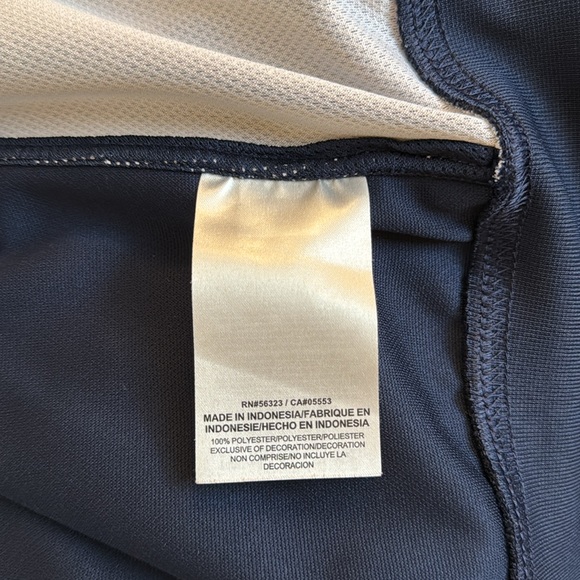 RN#56323 / CA#05553
MADE IN INDONESIA/FABRIQUE EN
INDONESIE/HECHO EN INDONESIA
100% POLYESTER/POLYESTER/POLIESTER
EXCLUSIVE OF DECORATION/DECORATION
NON COMPRISE/NO INCLUYE LA
DECORACION